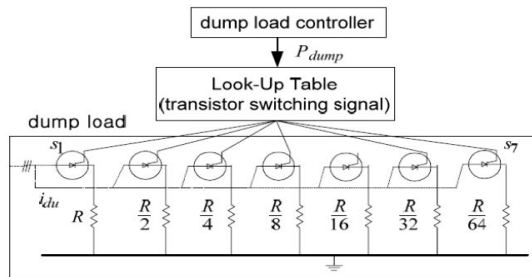 dump load controller
P_dump
Look-Up Table
(transistor switching signal)
dump load
s1 s7
i_du
R R/2 R/4 R/8 R/16 R/32 R/64